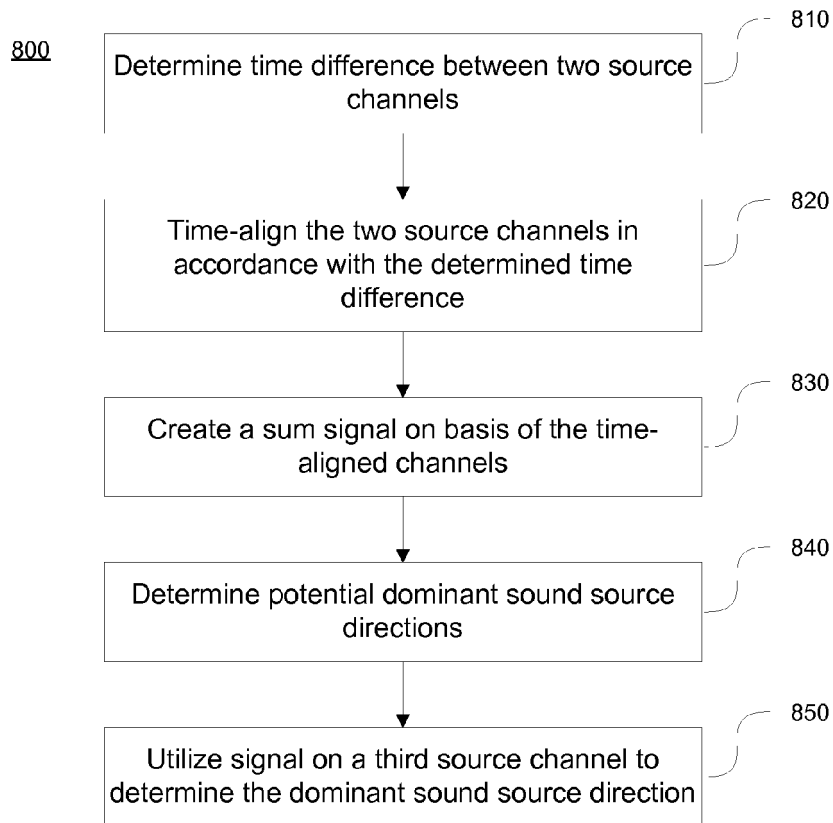 800
810
Determine time difference between two source
channels
820
Time-align the two source channels in
accordance with the determined time
difference
830
Create a sum signal on basis of the time-
aligned channels
840
Determine potential dominant sound source
directions
850
Utilize signal on a third source channel to
determine the dominant sound source direction